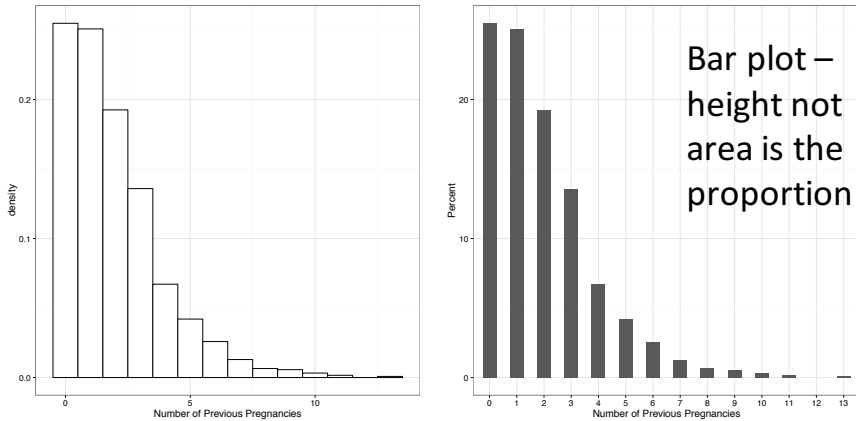 0.2
0.1
0.0
density
0 5 10
Number of Previous Pregnancies
20
10
0
Percent
0 1 2 3 4 5 6 7 8 9 10 11 12 13
Number of Previous Pregnancies
Bar plot –
height not
area is the
proportion